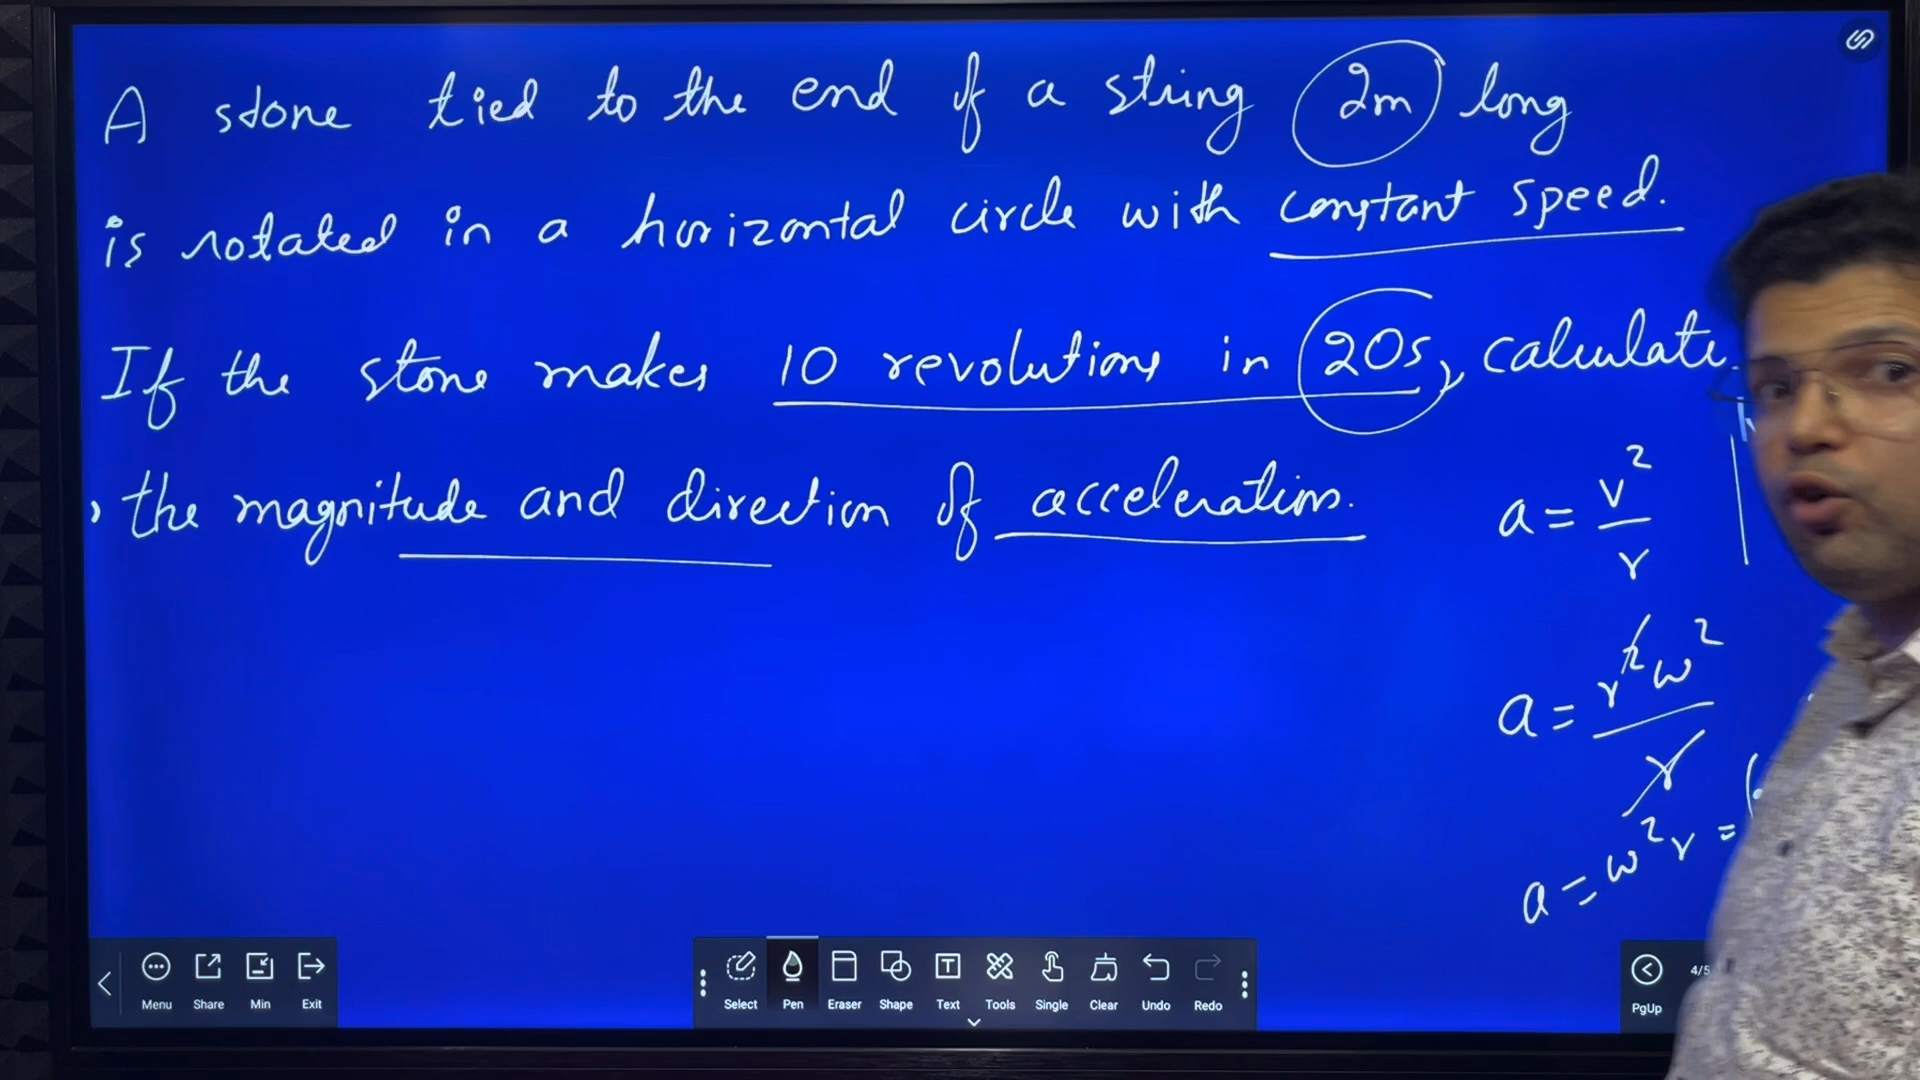 A stone tied to the end of a string 2m long
is rotated in a horizontal circle with constant speed.
If the stone makes 10 revolutions in 20s, calculate
the magnitude and direction of acceleration.
a = v²/r
a = r²ω²/r
a = ω²r =
Menu Share Min Exit
Select Pen Eraser Shape Text Tools Single Clear Undo Redo
4/5
PgUp